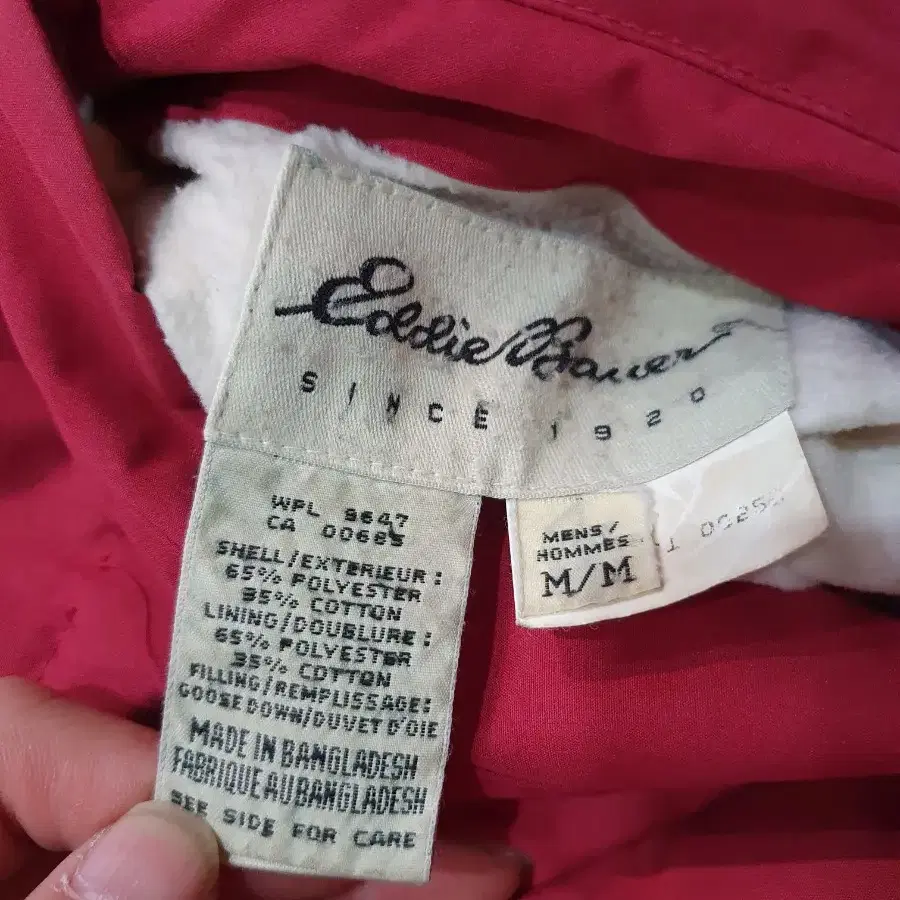 Eddie Bauer
SINCE 1920
WPL 9647
CA 00685
SHELL/EXTERIEUR:
65% POLYESTER
35% COTTON
LINING/DOUBLURE:
65% POLYESTER
35% COTTON
FILLING/REMPLISSAGE:
GOOSE DOWN/DUVET D'OIE
MADE IN BANGLADESH
FABRIQUE AU BANGLADESH
SEE SIDE FOR CARE
MENS/
HOMMES
M/M